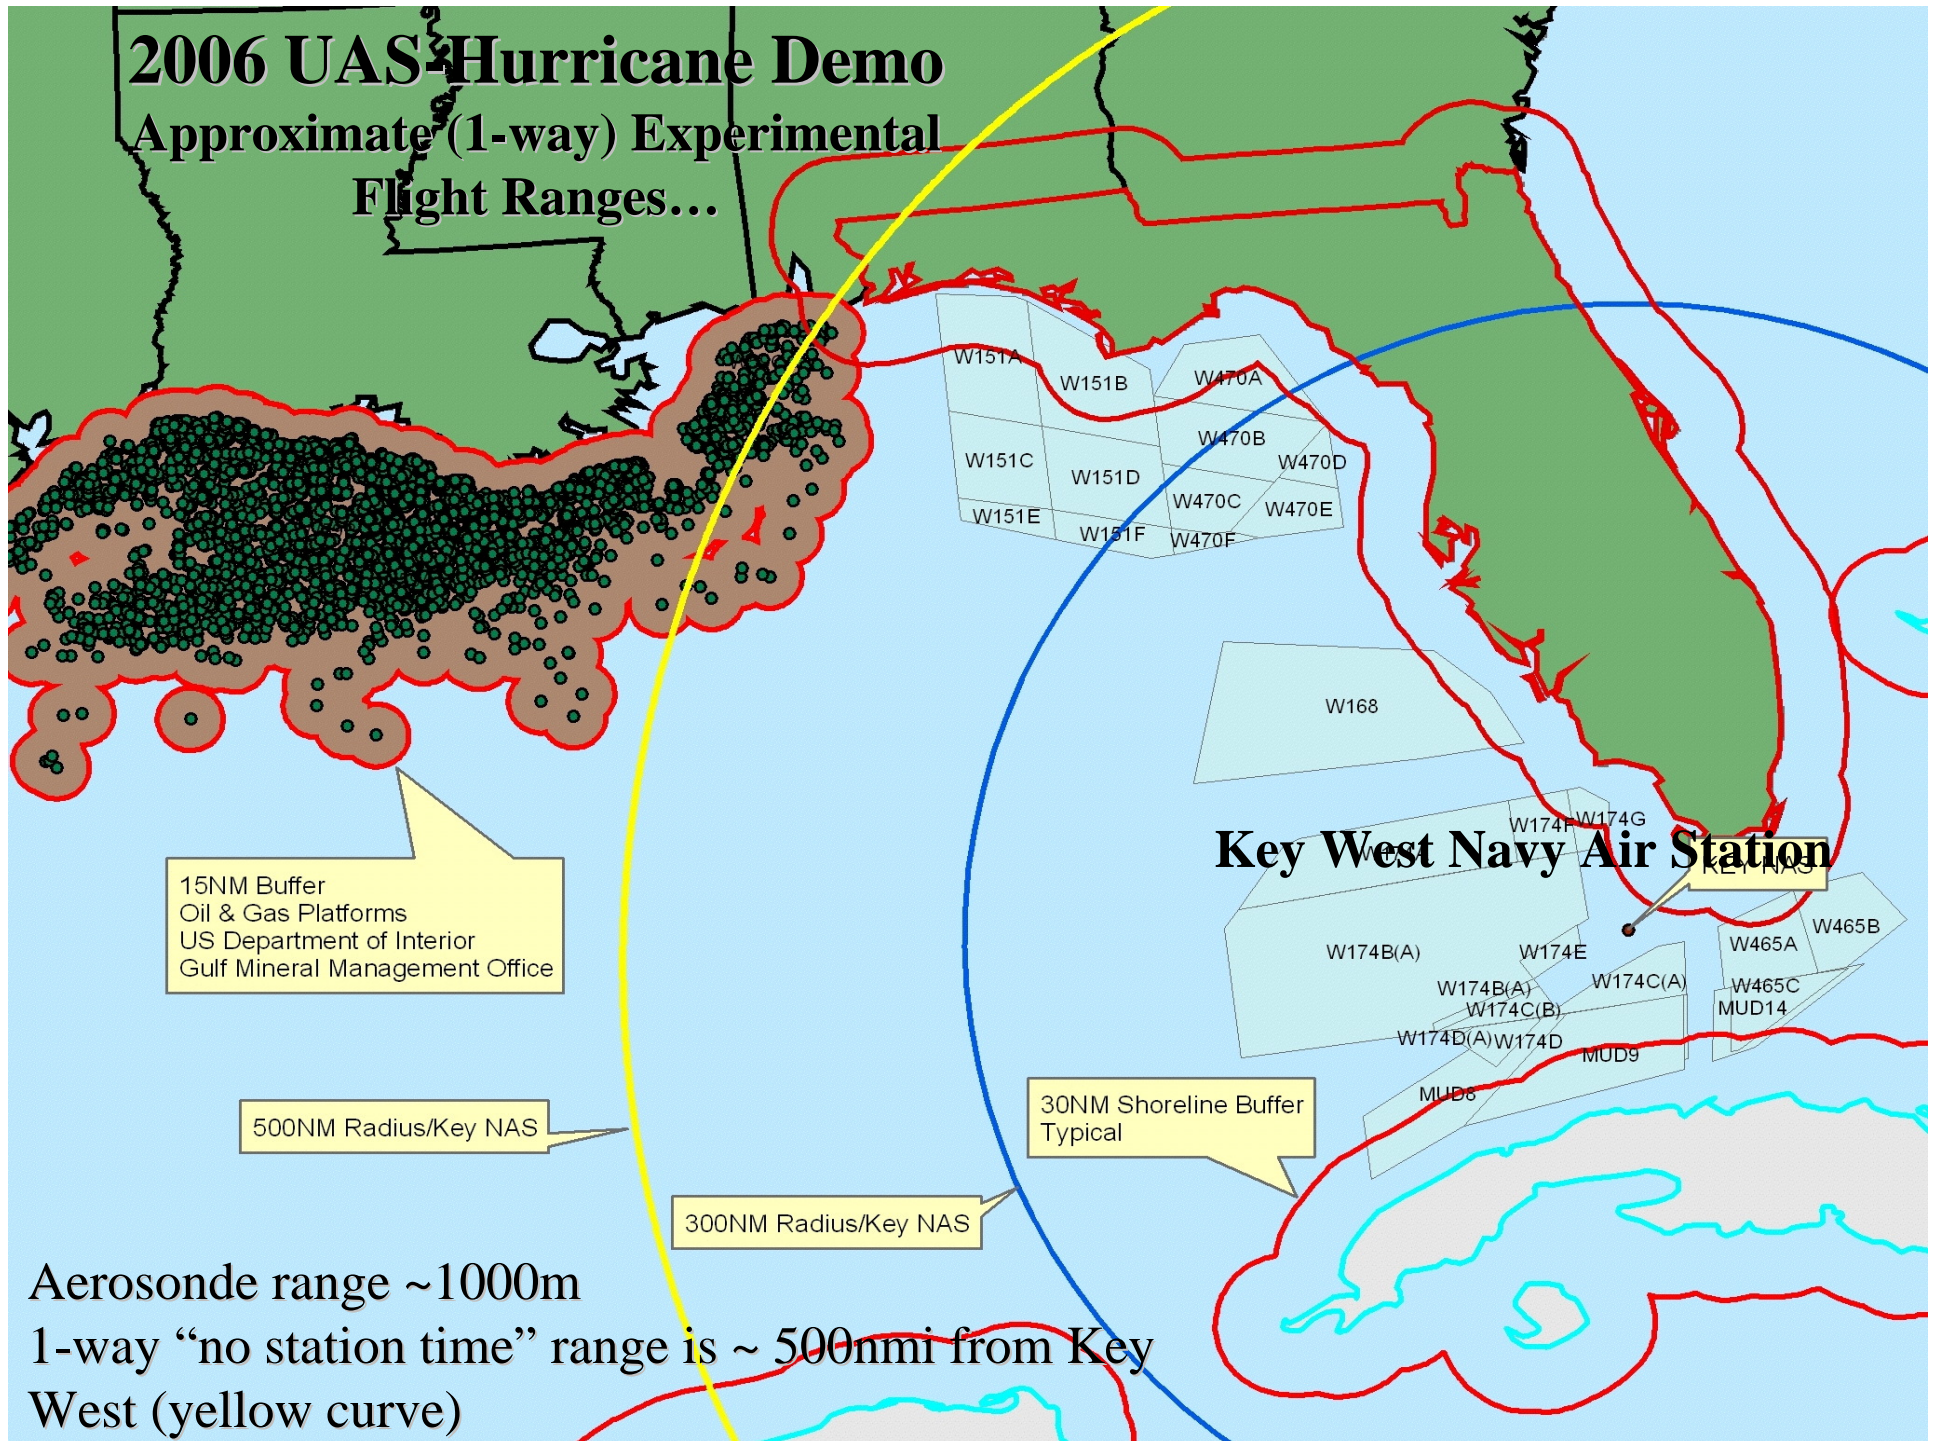 2006 UAS-Hurricane Demo
Approximate (1-way) Experimental
Flight Ranges…
W151A
W151B
W470A
W470B
W151C
W151D
W470D
W470C
W470E
W151E
W151F
W470F
W168
W174F
W174G
Key West Navy Air Station
KEY NAS
15NM Buffer
Oil & Gas Platforms
US Department of Interior
Gulf Mineral Management Office
W465B
W465A
W174B(A)
W174E
W174C(A)
W465C
W174B(A)
W174C(B)
MUD14
W174D(A)
W174D
MUD9
MUD8
500NM Radius/Key NAS
30NM Shoreline Buffer
Typical
300NM Radius/Key NAS
Aerosonde range ~1000m
1-way “no station time” range is ~ 500nmi from Key
West (yellow curve)